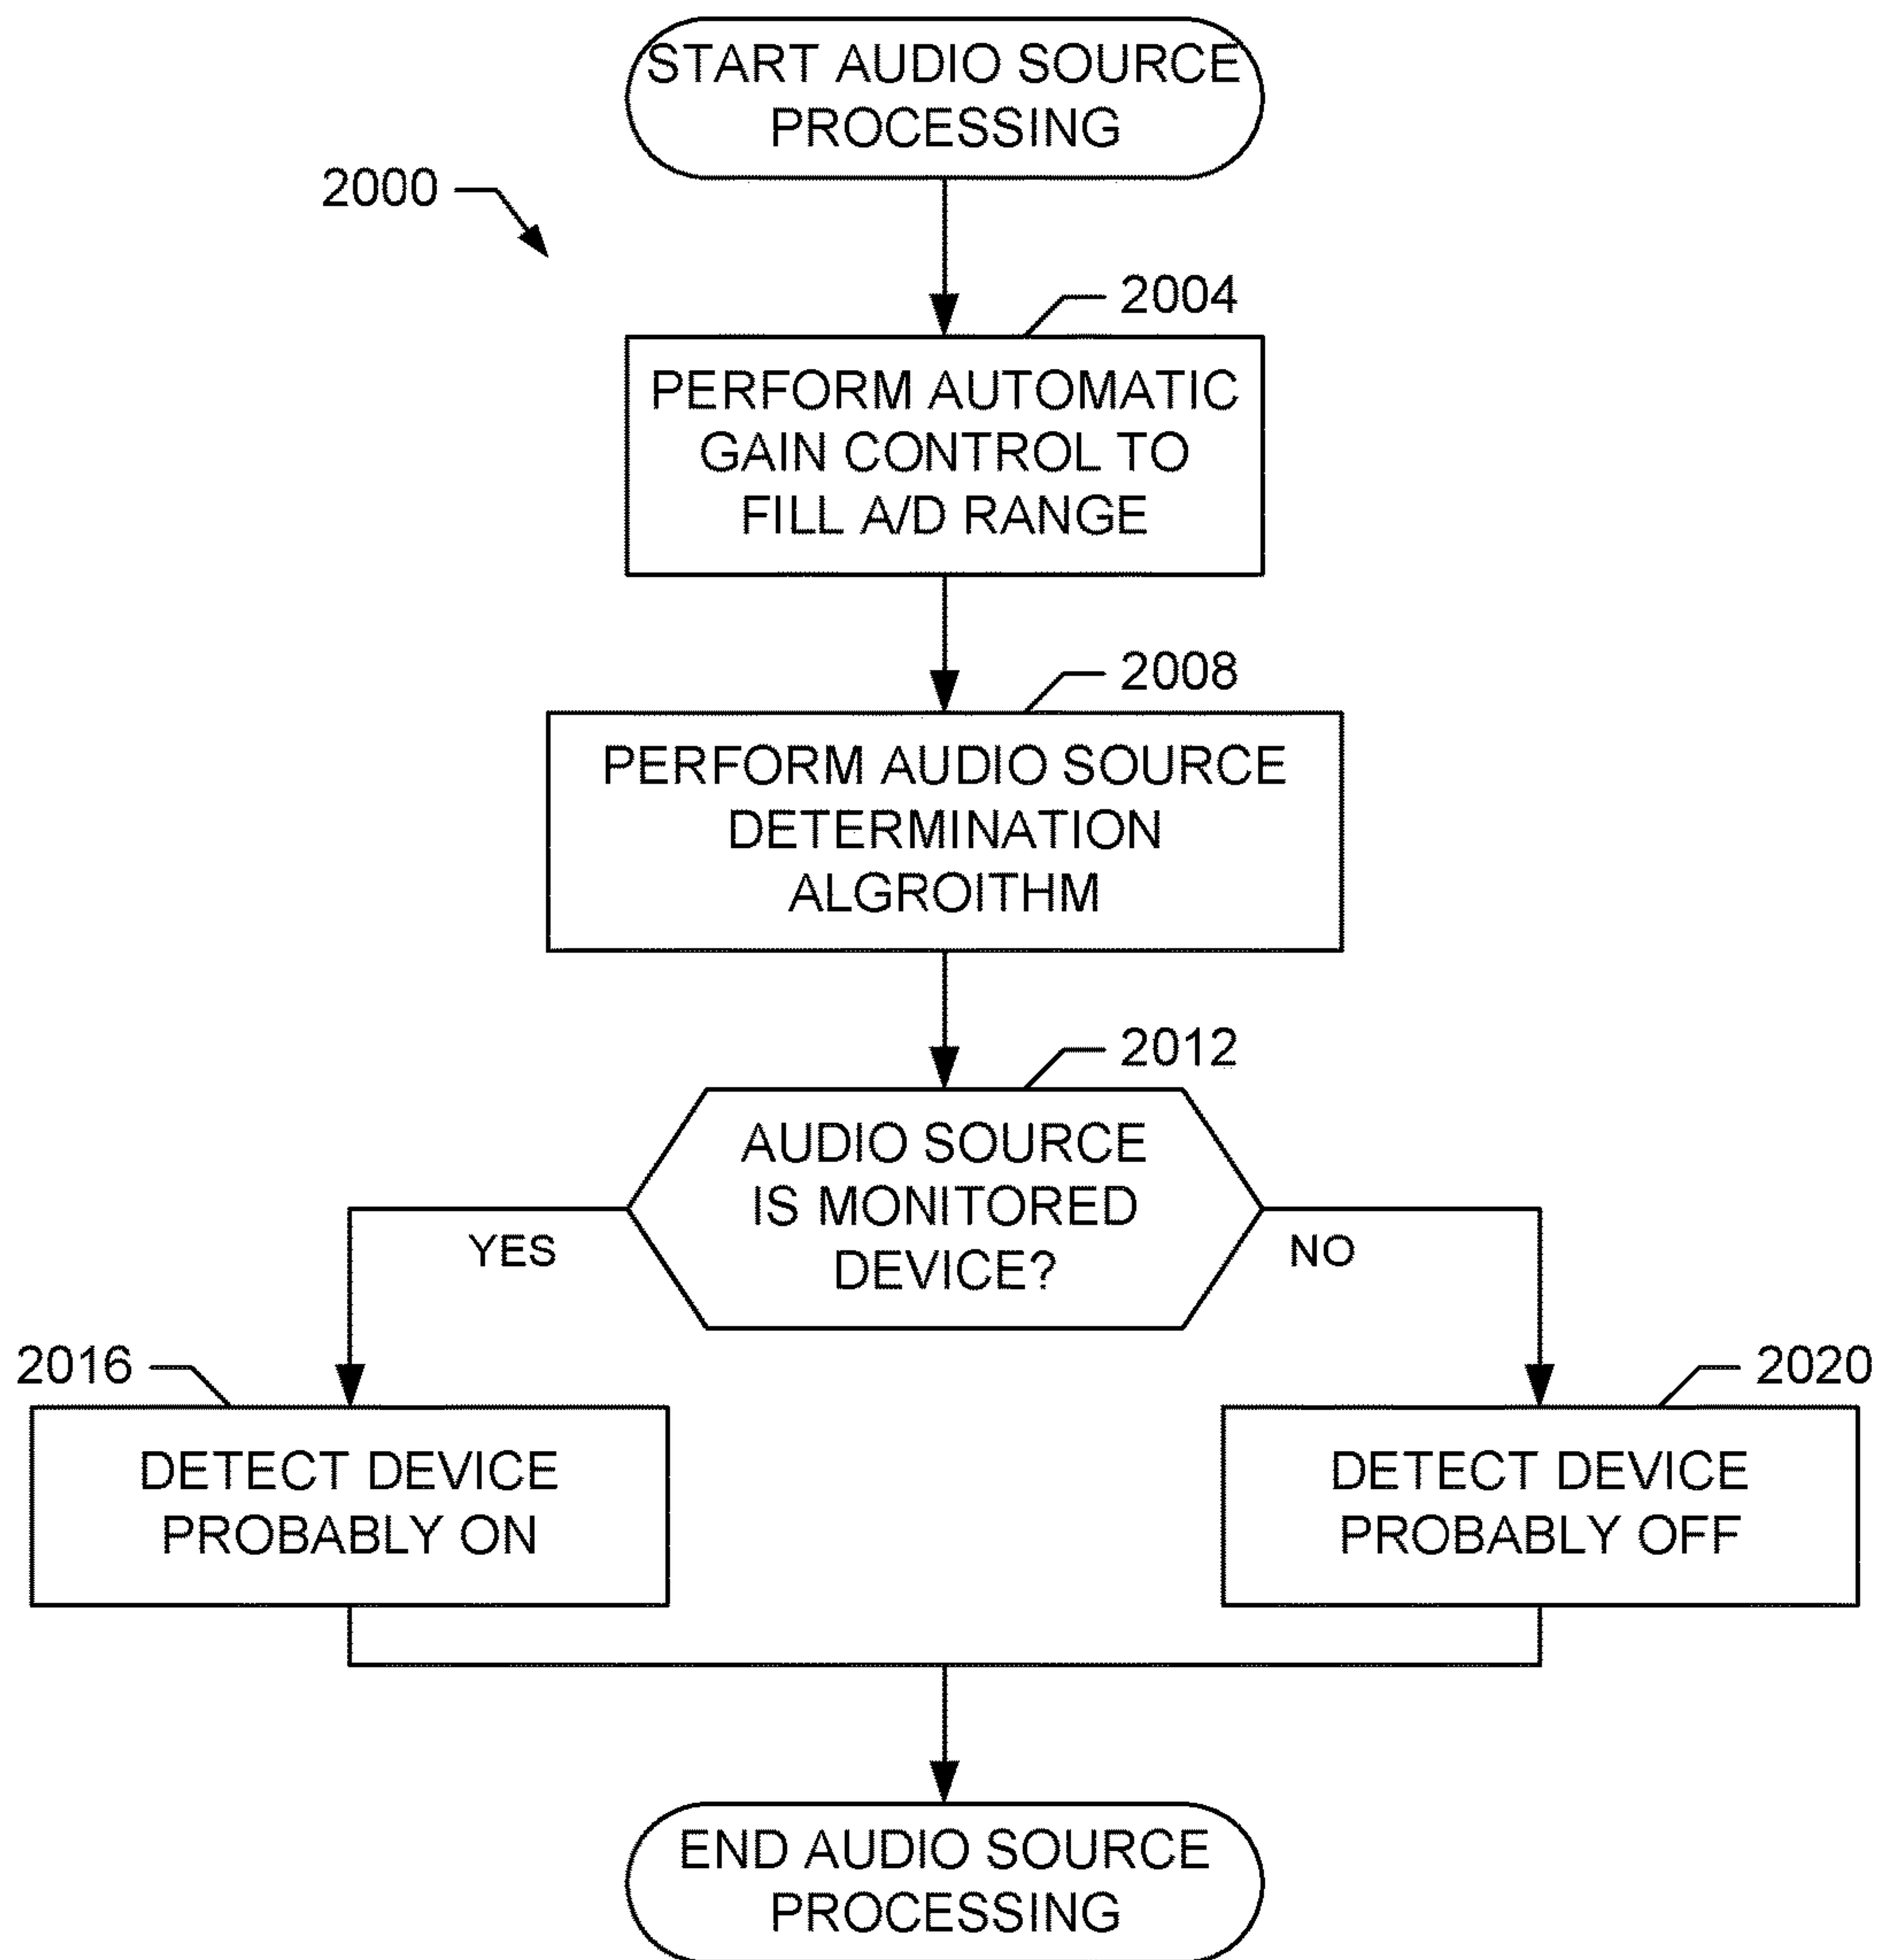 START AUDIO SOURCE
PROCESSING
2000
2004
PERFORM AUTOMATIC
GAIN CONTROL TO
FILL A/D RANGE
2008
PERFORM AUDIO SOURCE
DETERMINATION
ALGROITHM
2012
AUDIO SOURCE
IS MONITORED
DEVICE?
YES
NO
2016
DETECT DEVICE
PROBABLY ON
2020
DETECT DEVICE
PROBABLY OFF
END AUDIO SOURCE
PROCESSING